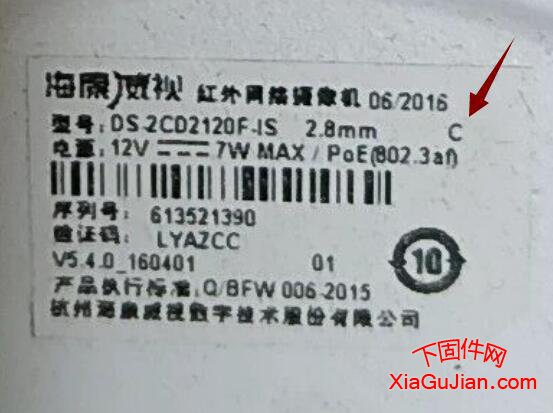 海康威视 红外网络摄像机 06/2016
型号: DS-2CD2120F-IS 2.8mm C
电源: 12V 7W MAX / PoE(802.3af)
序列号: 613521390
验证码: LYAZCC
V5.4.0_160401 01
10
产品执行标准: Q/BFW 006-2015
杭州海康威视数字技术股份有限公司
下固件网
XiaGuJian.com